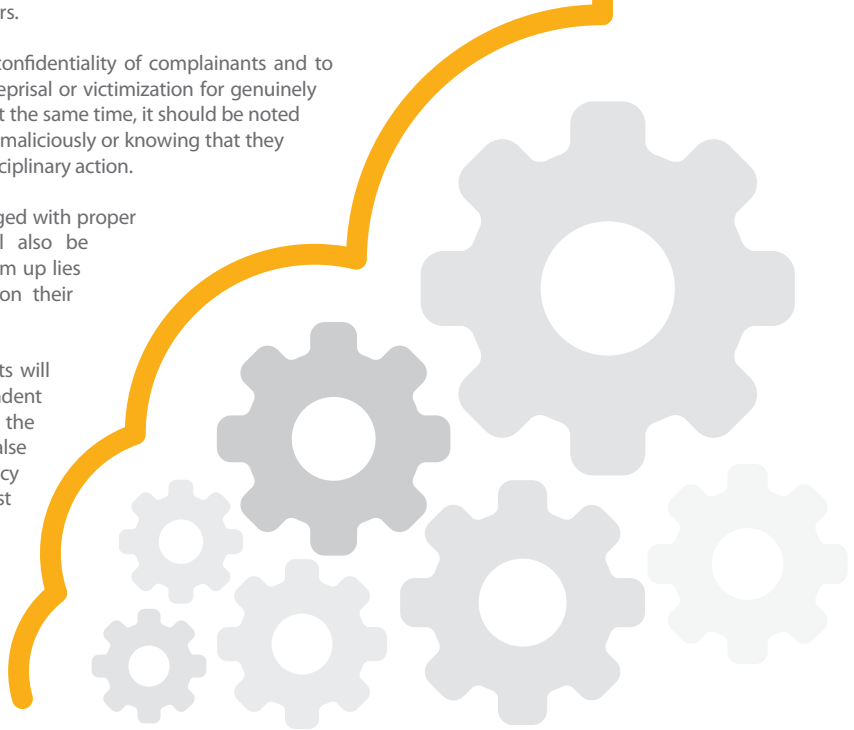 rs.
confidentiality of complainants and to
eprisal or victimization for genuinely
t the same time, it should be noted
maliciously or knowing that they
ciplinary action.
ged with proper
l also be
m up lies
on their
ts will
dent
the
alse
cy
st